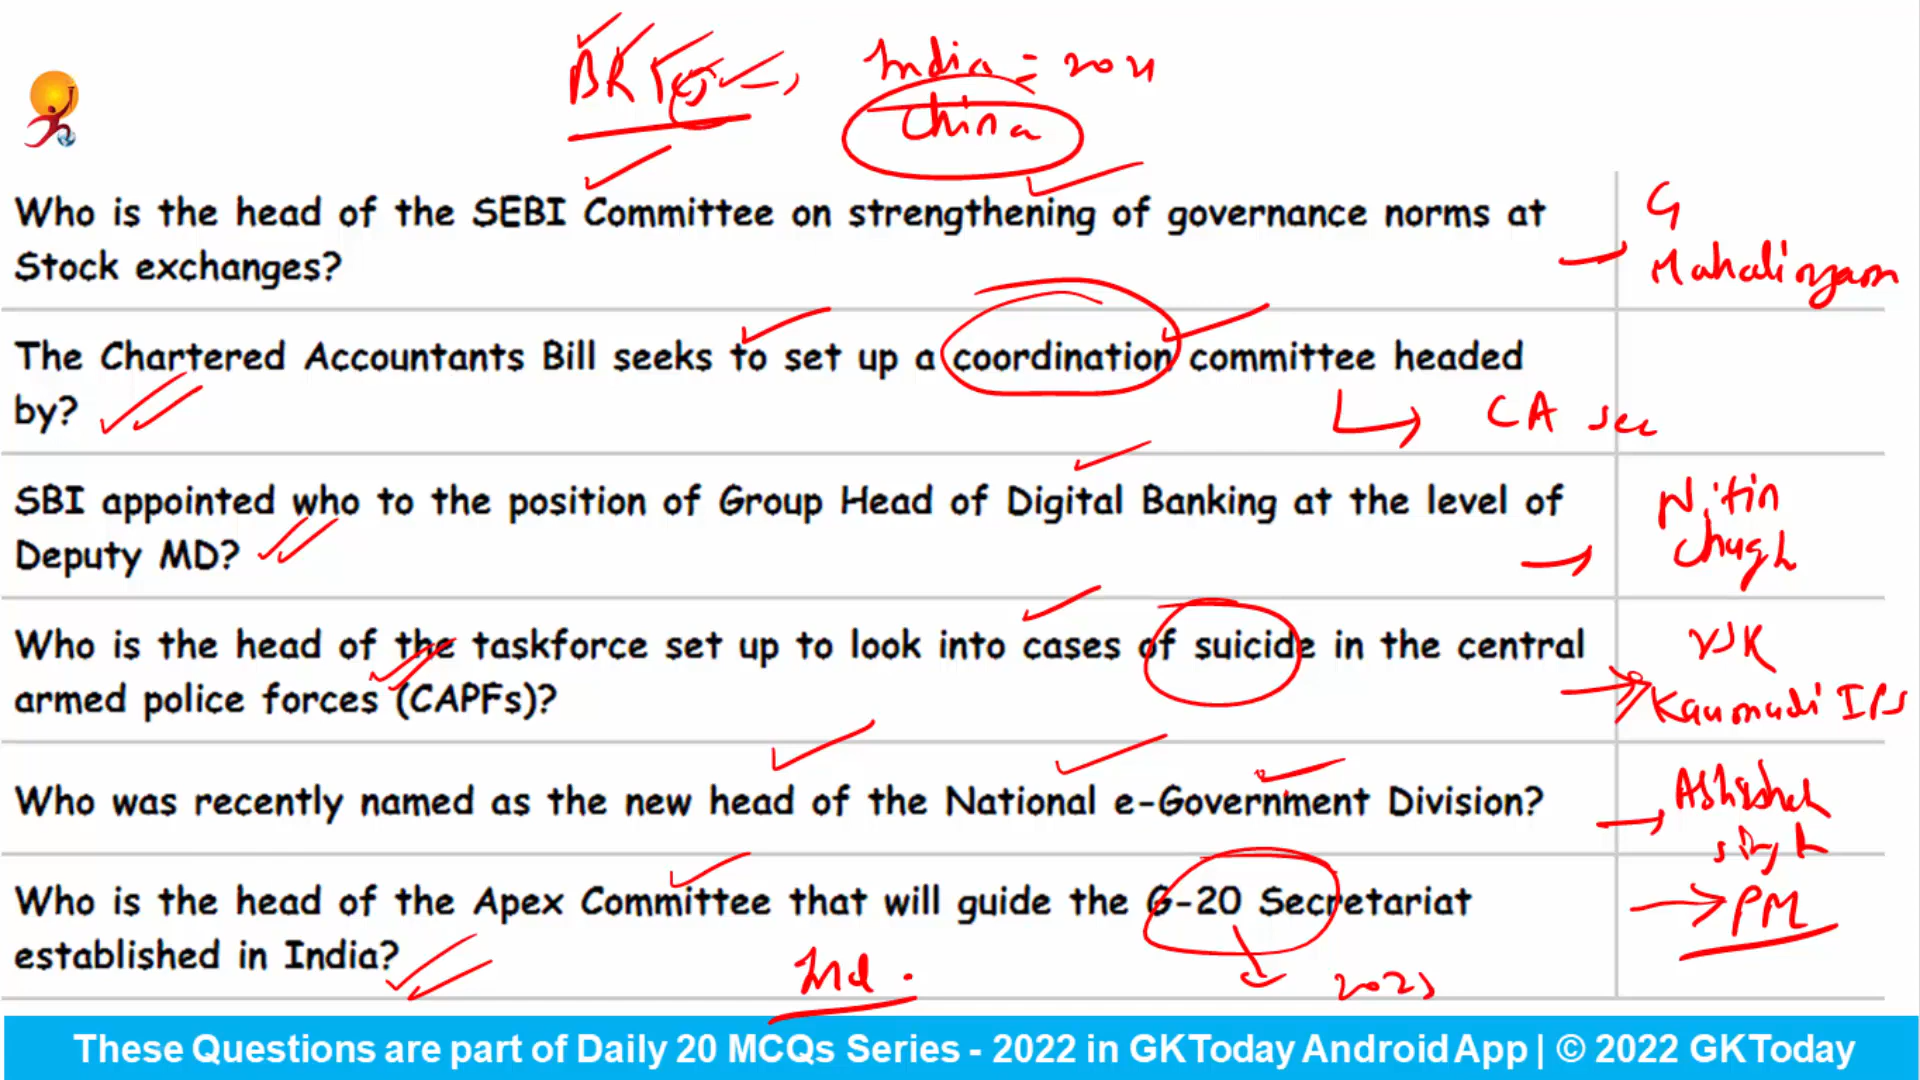 India = 2021
China
Who is the head of the SEBI Committee on strengthening of governance norms at
Stock exchanges?
G
Mahalingam
The Chartered Accountants Bill seeks to set up a coordination committee headed
by?
CA sec
SBI appointed who to the position of Group Head of Digital Banking at the level of
Deputy MD?
Nitin
Chugh
Who is the head of the taskforce set up to look into cases of suicide in the central
armed police forces (CAPFs)?
VSK
Kaumudi IPS
Who was recently named as the new head of the National e-Government Division?
Abhishek
Singh
Who is the head of the Apex Committee that will guide the G-20 Secretariat
established in India?
PM
Ind.
2023
These Questions are part of Daily 20 MCQs Series - 2022 in GKToday Android App | © 2022 GKToday